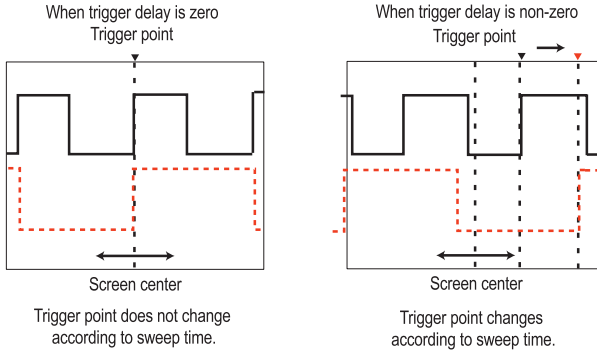 When trigger delay is zero
Trigger point
Screen center
Trigger point does not change
according to sweep time.
When trigger delay is non-zero
Trigger point
Screen center
Trigger point changes
according to sweep time.